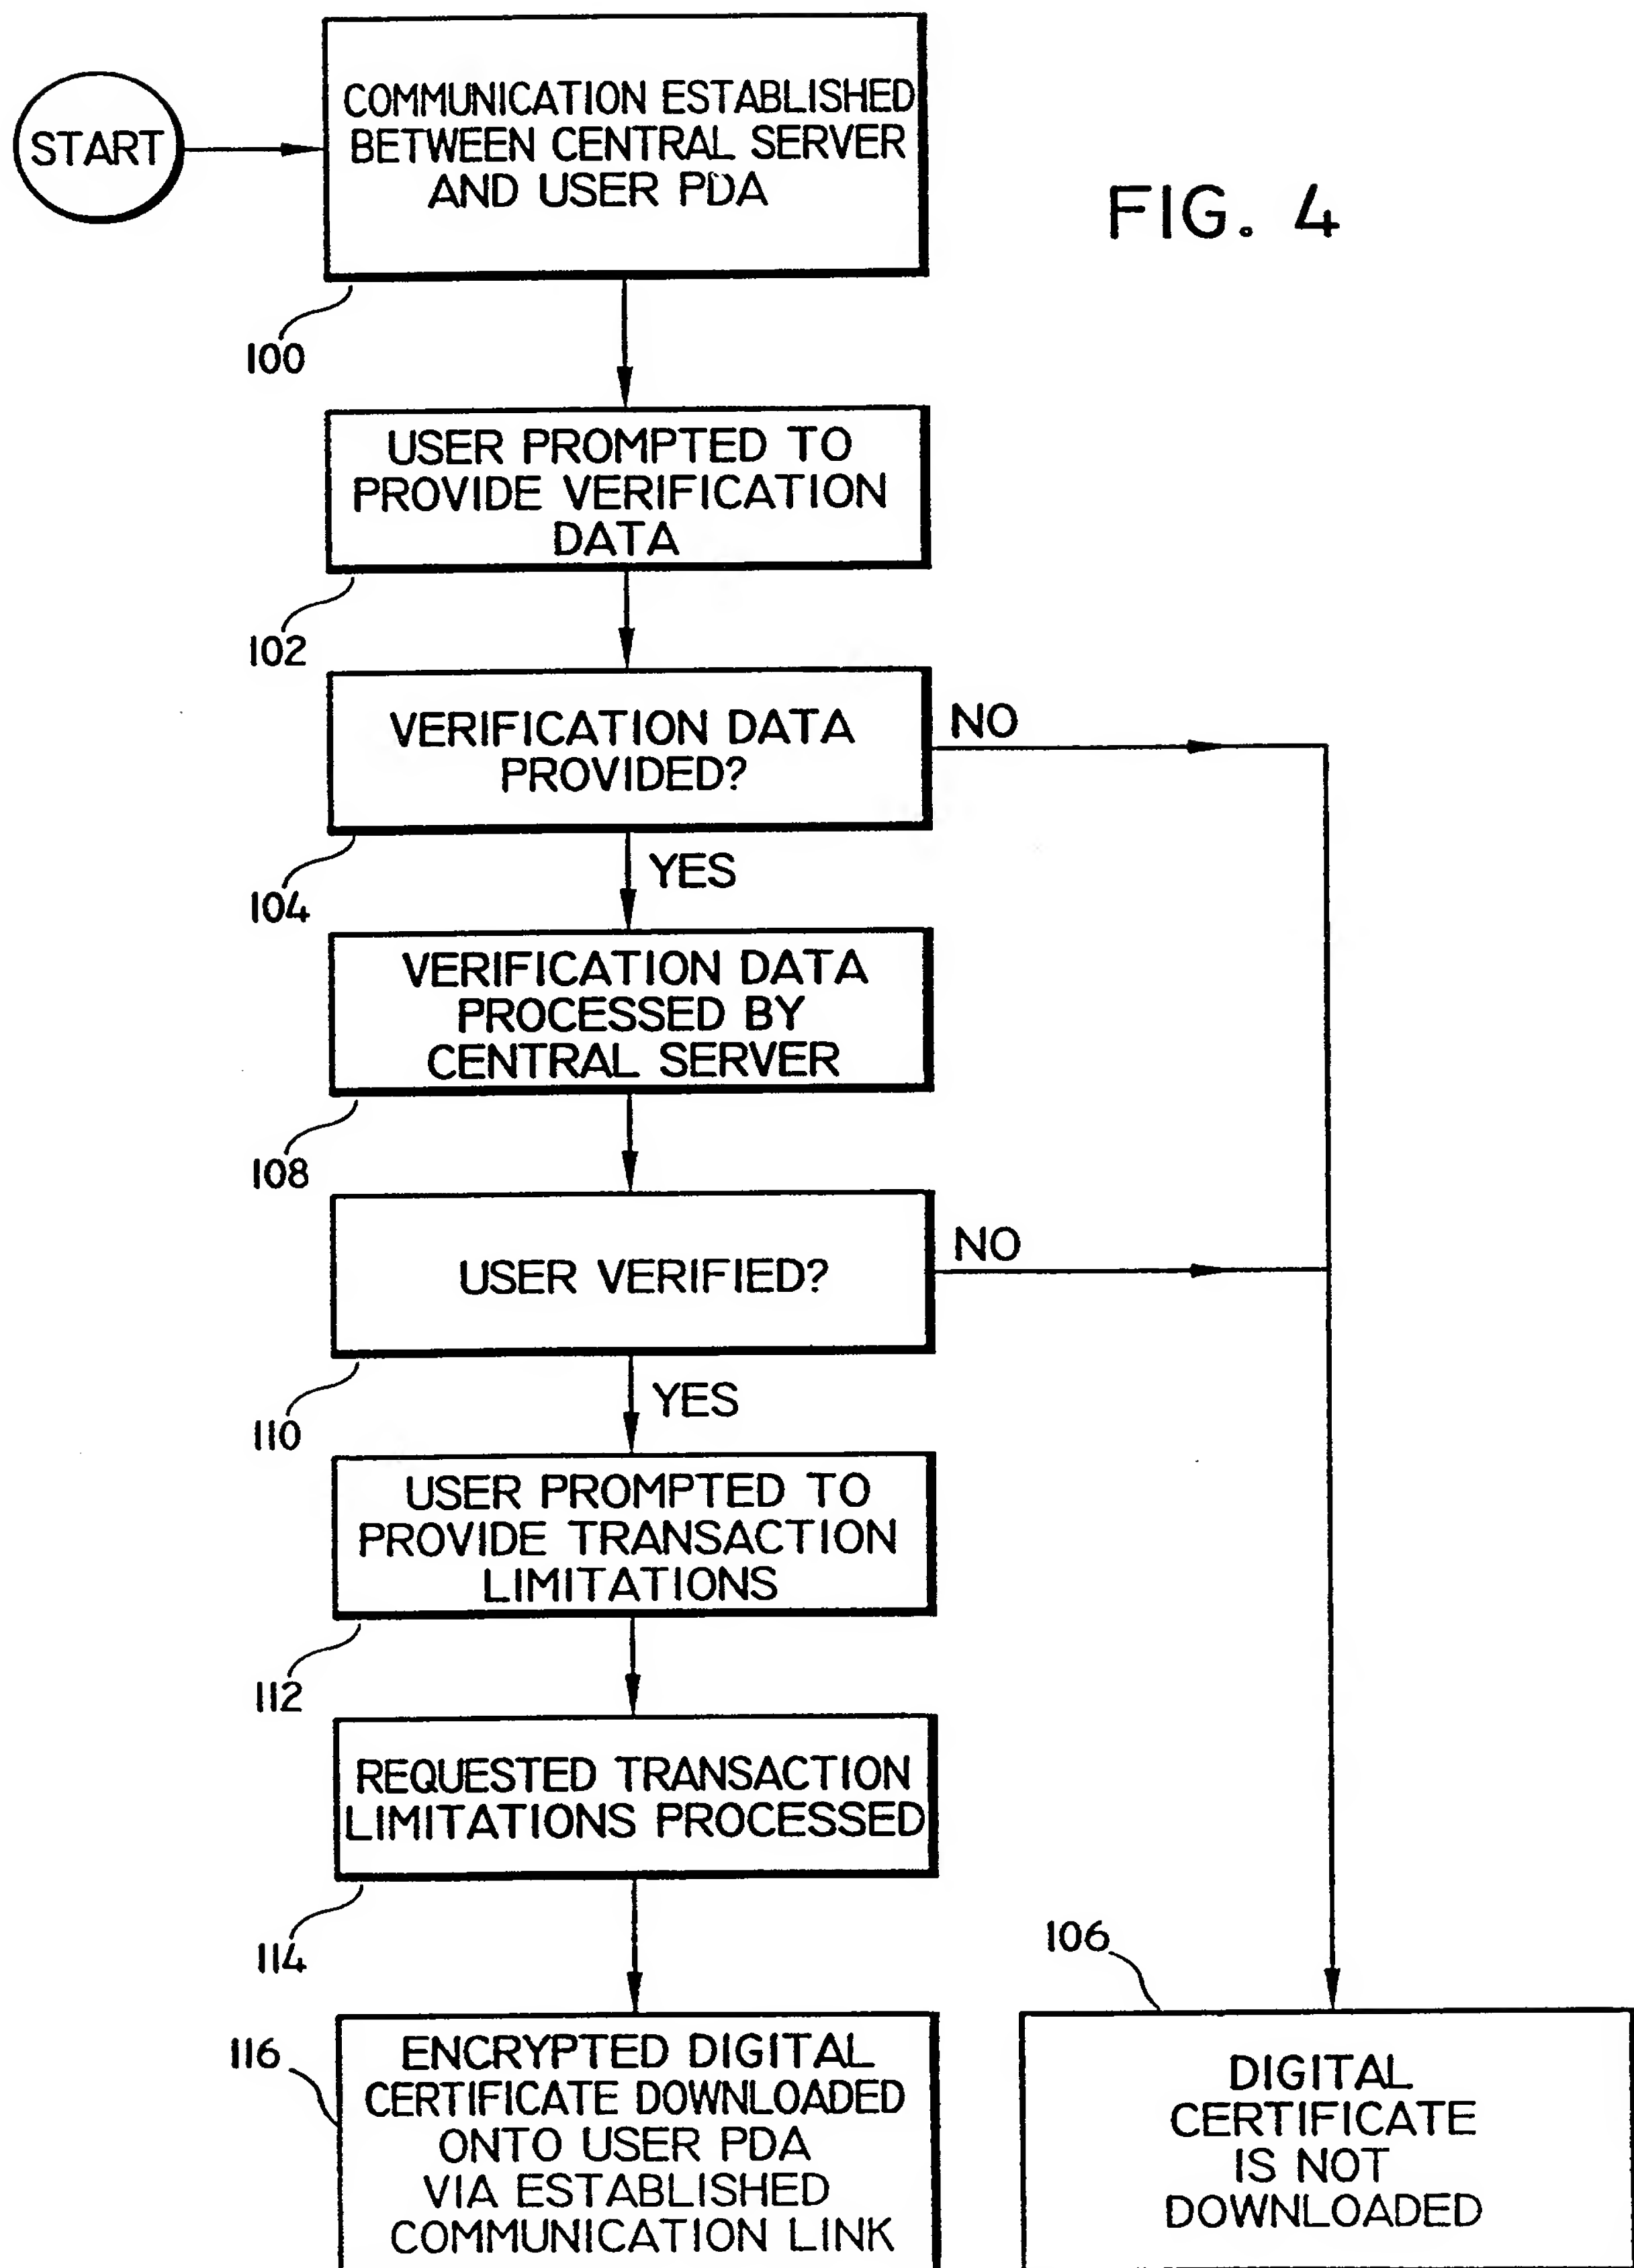 START
COMMUNICATION ESTABLISHED
BETWEEN CENTRAL SERVER
AND USER PDA
FIG. 4
100
USER PROMPTED TO
PROVIDE VERIFICATION
DATA
102
VERIFICATION DATA
PROVIDED?
NO
104
YES
VERIFICATION DATA
PROCESSED BY
CENTRAL SERVER
108
USER VERIFIED?
NO
110
YES
USER PROMPTED TO
PROVIDE TRANSACTION
LIMITATIONS
112
REQUESTED TRANSACTION
LIMITATIONS PROCESSED
114
116
ENCRYPTED DIGITAL
CERTIFICATE DOWNLOADED
ONTO USER PDA
VIA ESTABLISHED
COMMUNICATION LINK
106
DIGITAL
CERTIFICATE
IS NOT
DOWNLOADED